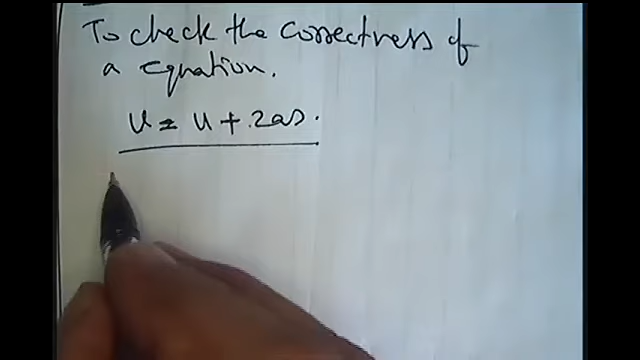 To check the correctness of
a equation.
u = u + 2as.